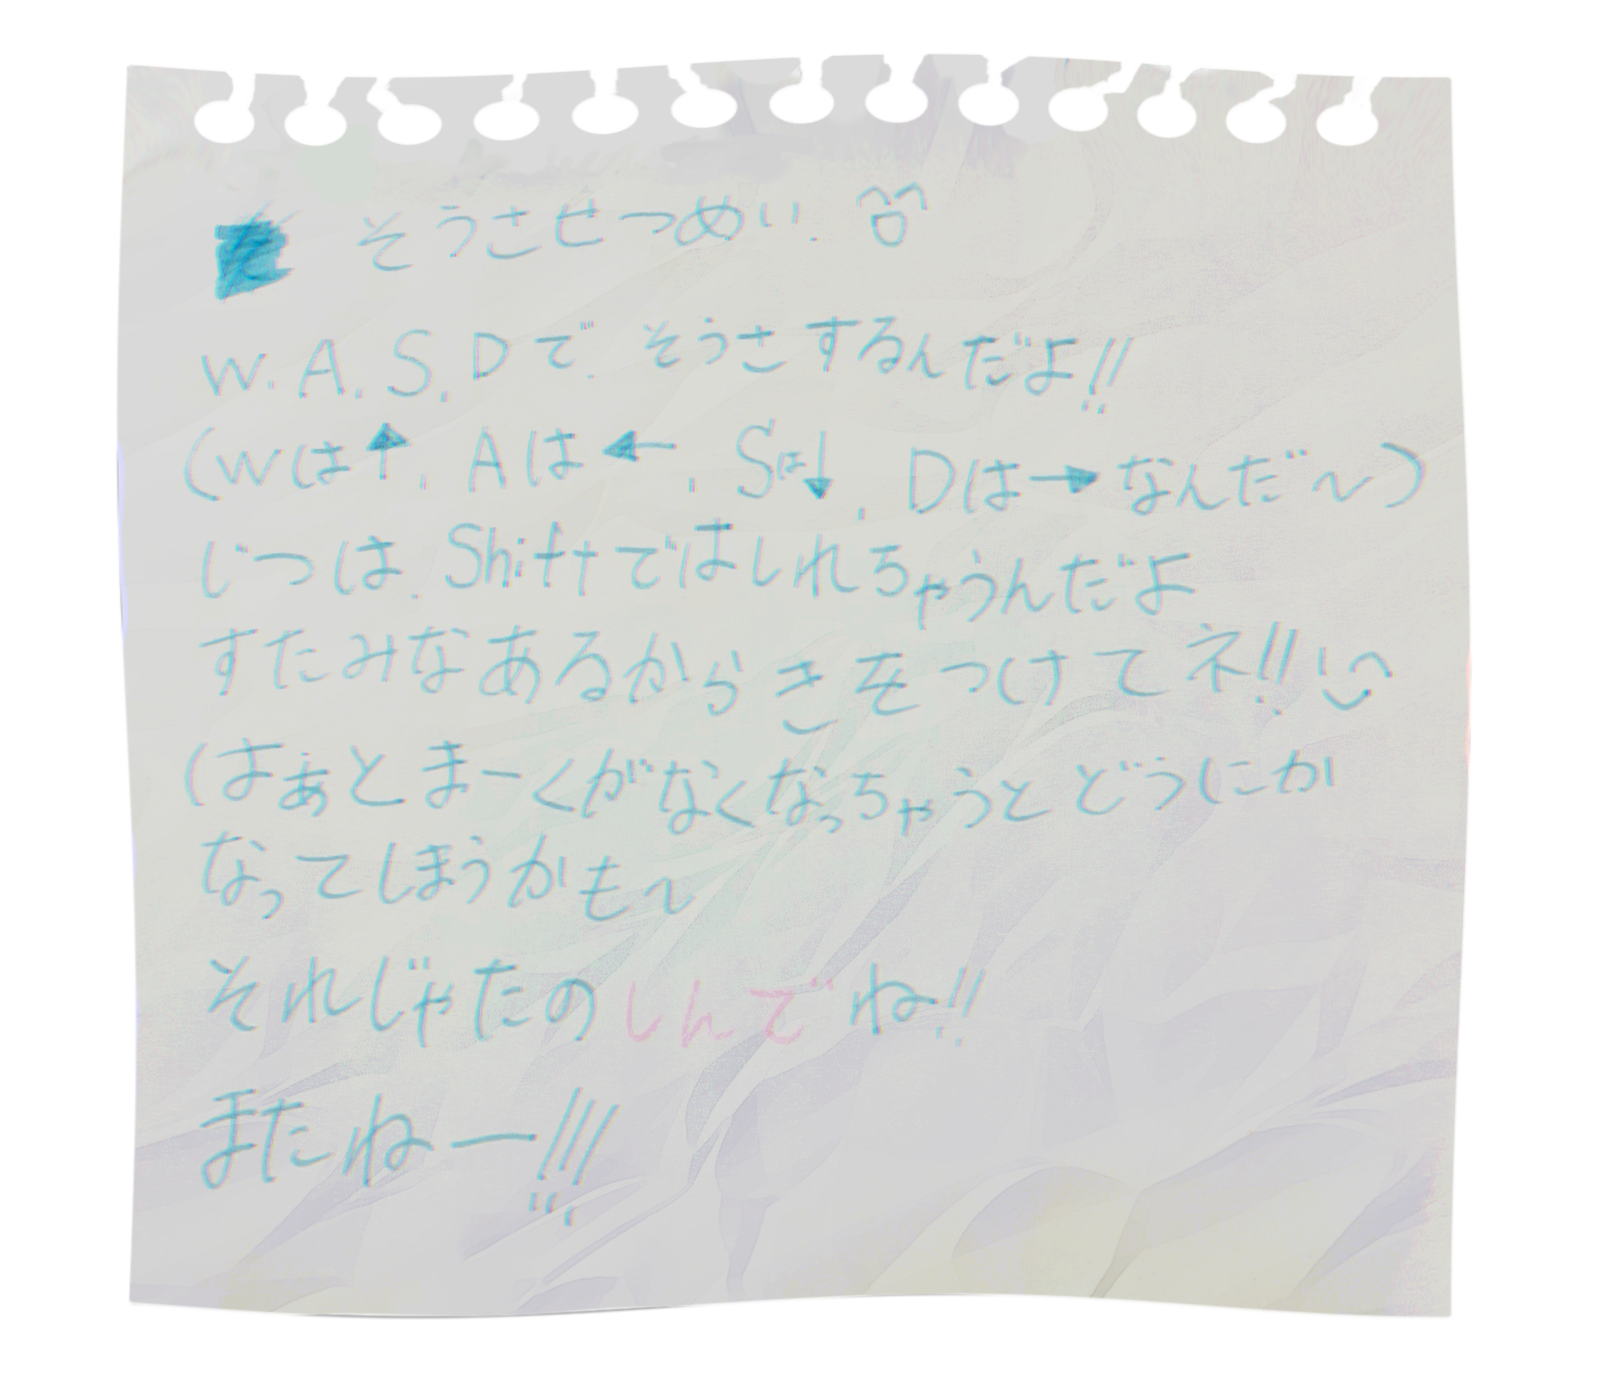 そうさせつめい
W.A.S.Dで.そうさするんだよ!!
(Wは↑.Aは←.Sは↓.Dは→なんだ〜)
じつは.Shiftではしれちゃうんだよ
すたみなあるからきをつけてネ!!
(はぁとまーくがなくなっちゃうとどうにか
なってしまうかも〜
それじゃたのしんでね!!
またねー!!!